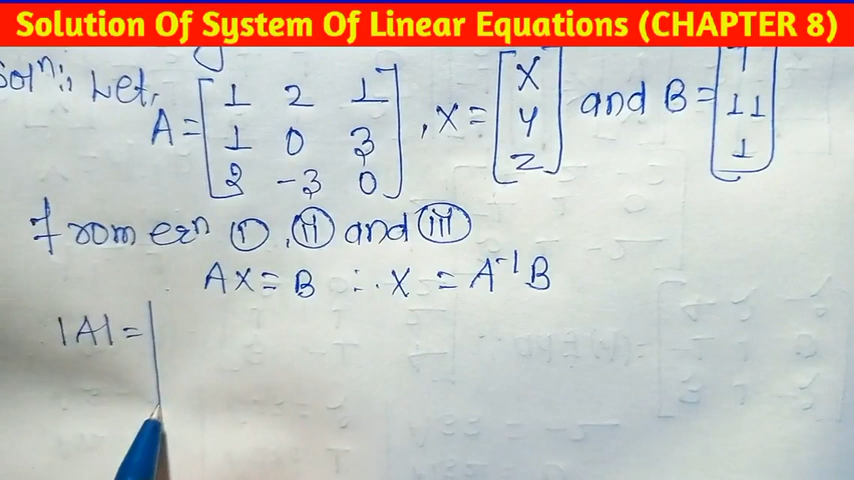 Solution Of System Of Linear Equations (CHAPTER 8)
Solⁿ:, Let,
A = [1 2 1
1 0 3
2 -3 0], X = [x
y
z] and B = [7
11
1]
From eqⁿ (i), (ii) and (iii)
AX = B ∴ X = A⁻¹B
|A| = |